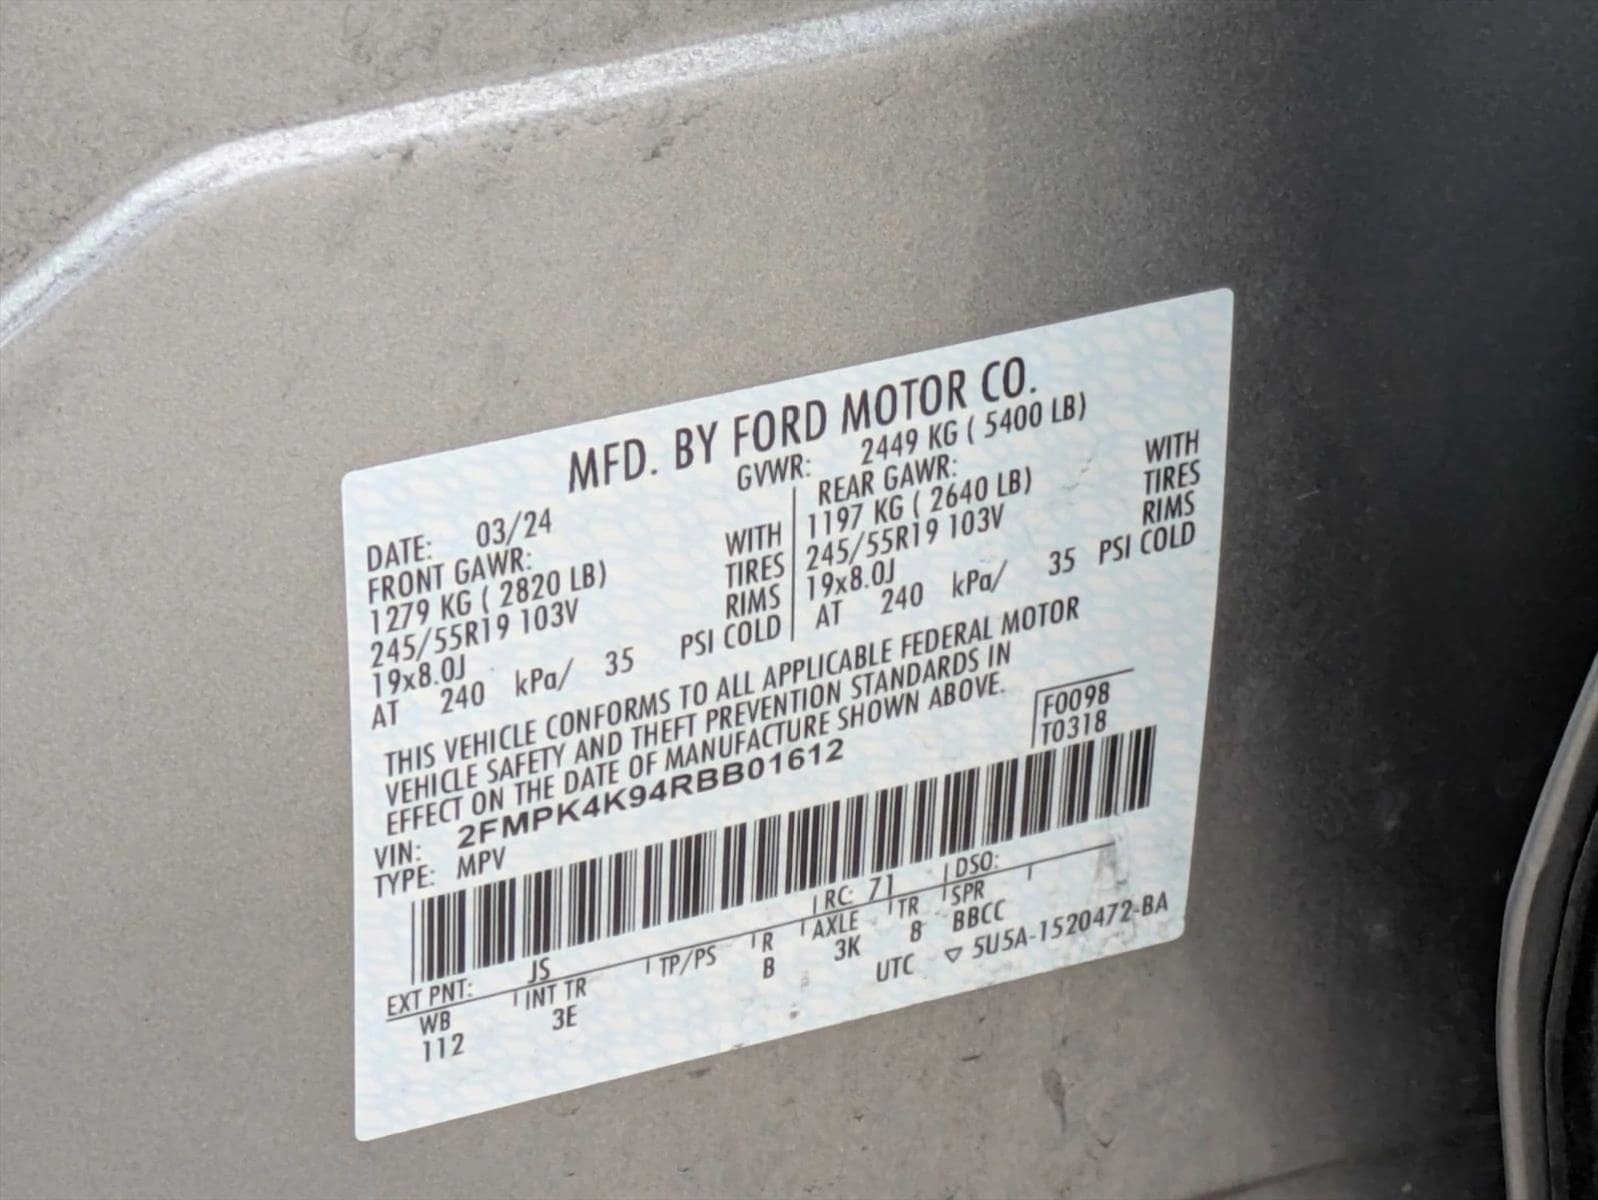 MFD. BY FORD MOTOR CO.
DATE: 03/24 GVWR: 2449 KG ( 5400 LB)
FRONT GAWR: REAR GAWR:
1279 KG ( 2820 LB) WITH 1197 KG ( 2640 LB) WITH
245/55R19 103V TIRES 245/55R19 103V TIRES
19x8.0J RIMS 19x8.0J RIMS
AT 240 kPa/ 35 PSI COLD AT 240 kPa/ 35 PSI COLD
THIS VEHICLE CONFORMS TO ALL APPLICABLE FEDERAL MOTOR
VEHICLE SAFETY AND THEFT PREVENTION STANDARDS IN
EFFECT ON THE DATE OF MANUFACTURE SHOWN ABOVE.
F0098
T0318
VIN: 2FMPK4K94RBB01612
TYPE: MPV
EXT PNT: JS RC: 71 DSO:
WB INT TR TP/PS R AXLE TR SPR
112 3E B 3K 8 BBCC
UTC ▽ 5U5A-1520472-BA